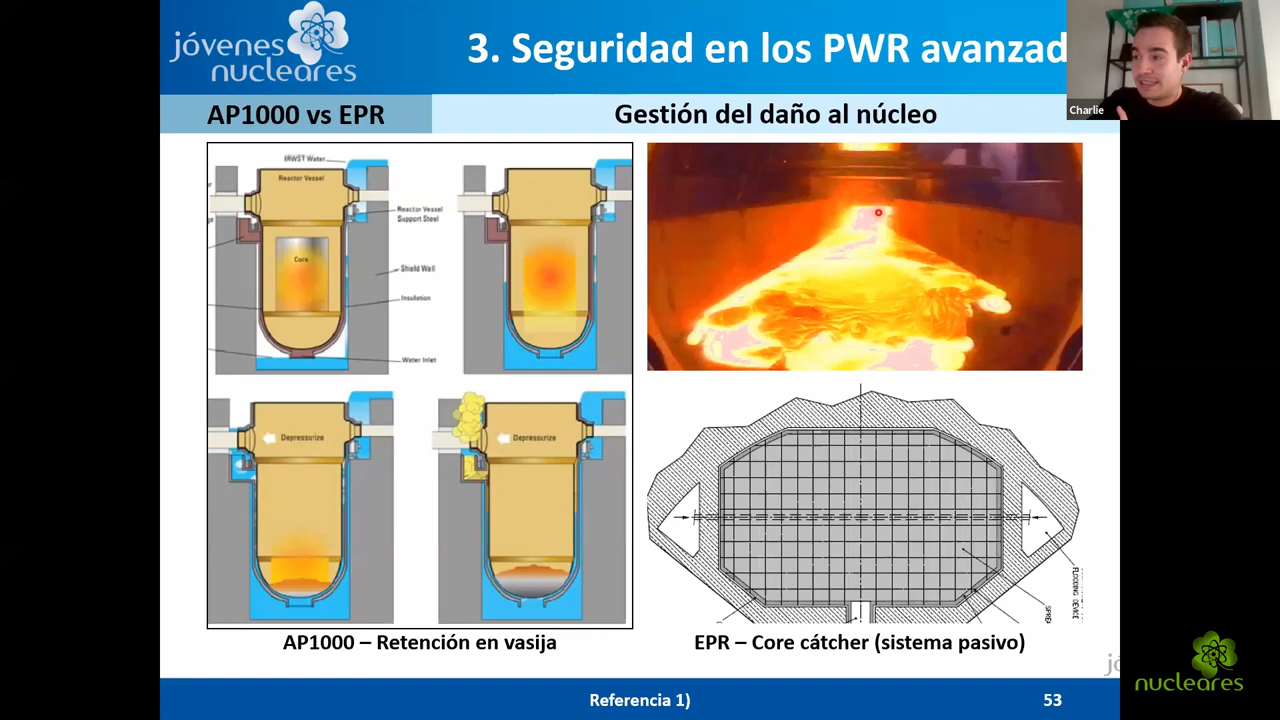 jóvenes
nucleares
3. Seguridad en los PWR avanzad
Charlie
AP1000 vs EPR
Gestión del daño al núcleo
IRWST Water
Reactor Vessel
Reactor Vessel
Support Steel
Core
Shield Wall
Insulation
Water Inlet
Depressurize
Depressurize
FLOODING DEVICE
SPREA
AP1000 – Retención en vasija
EPR – Core cátcher (sistema pasivo)
Referencia 1)
53
jó
nucleares